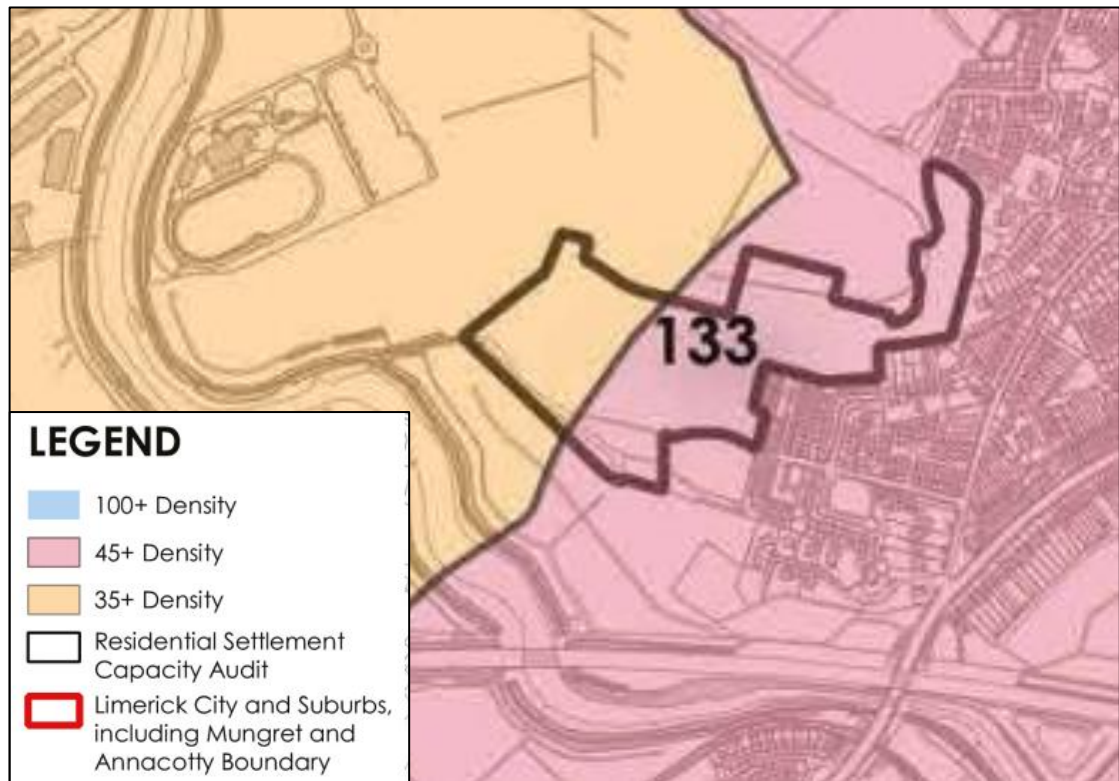 133
LEGEND
100+ Density
45+ Density
35+ Density
Residential Settlement
Capacity Audit
Limerick City and Suburbs,
including Mungret and
Annacotty Boundary